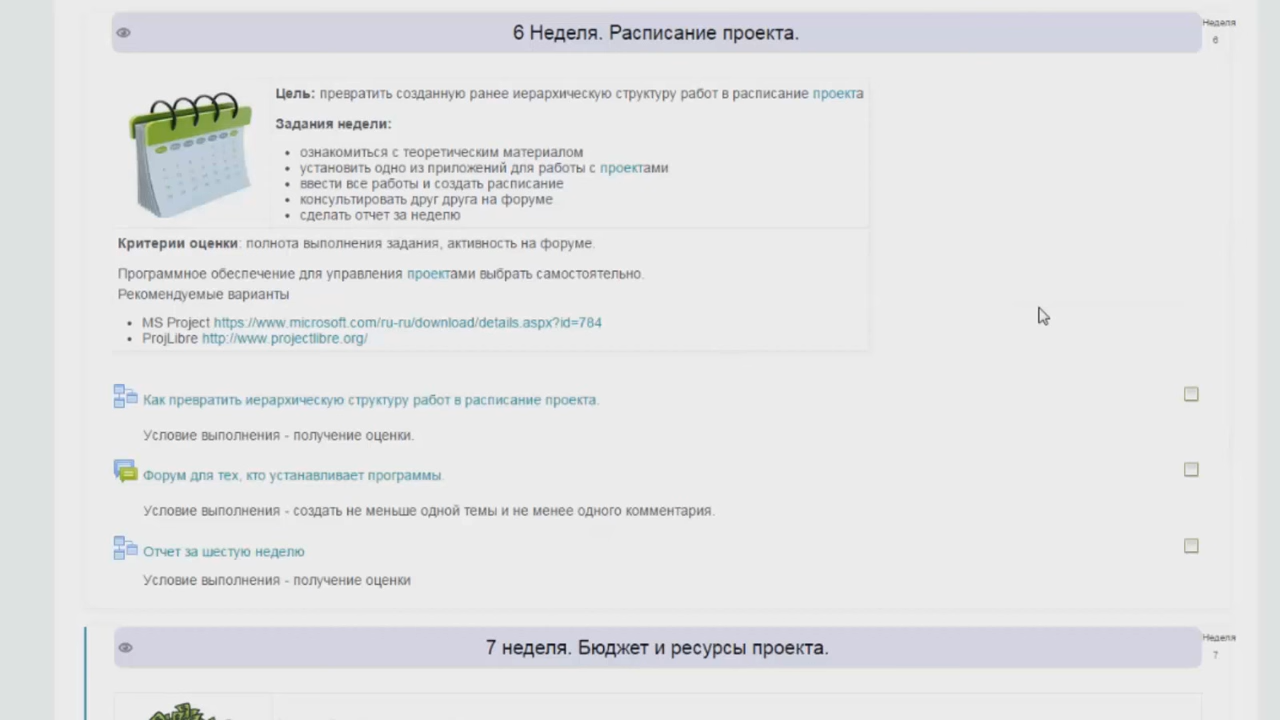 6 Неделя. Расписание проекта.
Неделя
6
Цель: превратить созданную ранее иерархическую структуру работ в расписание проекта
Задания недели:
• ознакомиться с теоретическим материалом
• установить одно из приложений для работы с проектами
• ввести все работы и создать расписание
• консультировать друг друга на форуме
• сделать отчет за неделю
Критерии оценки: полнота выполнения задания, активность на форуме.
Программное обеспечение для управления проектами выбрать самостоятельно.
Рекомендуемые варианты
• MS Project https://www.microsoft.com/ru-ru/download/details.aspx?id=784
• ProjLibre http://www.projectlibre.org/
Как превратить иерархическую структуру работ в расписание проекта.
Условие выполнения - получение оценки.
Форум для тех, кто устанавливает программы.
Условие выполнения - создать не меньше одной темы и не менее одного комментария.
Отчет за шестую неделю
Условие выполнения - получение оценки
7 неделя. Бюджет и ресурсы проекта.
Неделя
7